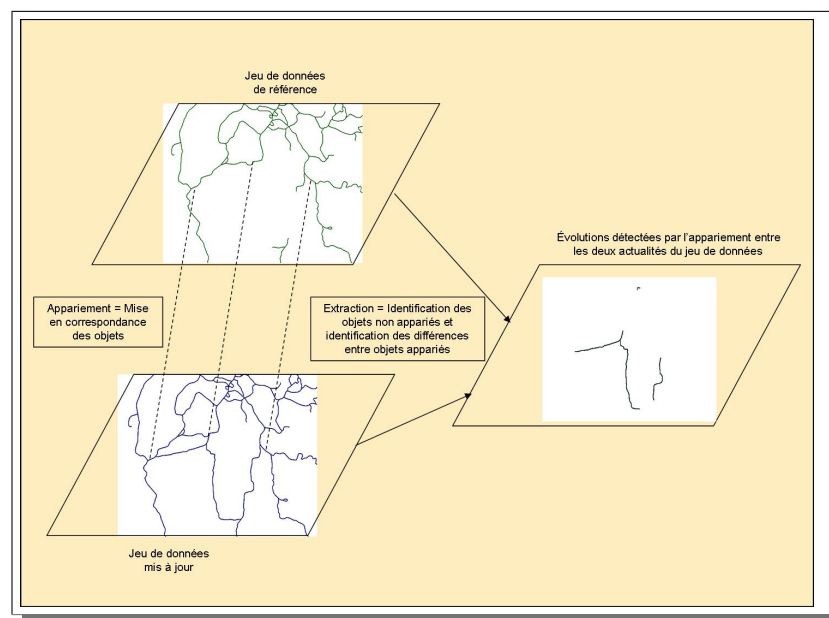 Jeu de données
de référence
Évolutions détectées par l'appariement entre
les deux actualités du jeu de données
Appariement = Mise
en correspondance
des objets
Extraction = Identification des
objets non appariés et
identification des différences
entre objets appariés
Jeu de données
mis à jour